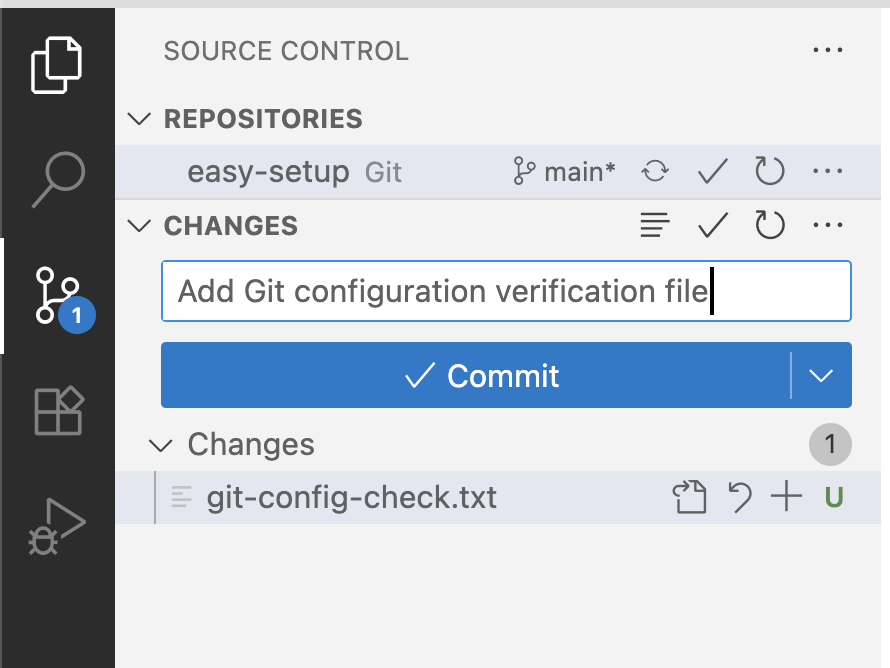 SOURCE CONTROL
REPOSITORIES
easy-setup Git main*
CHANGES
Add Git configuration verification file
1
Commit
Changes 1
git-config-check.txt U